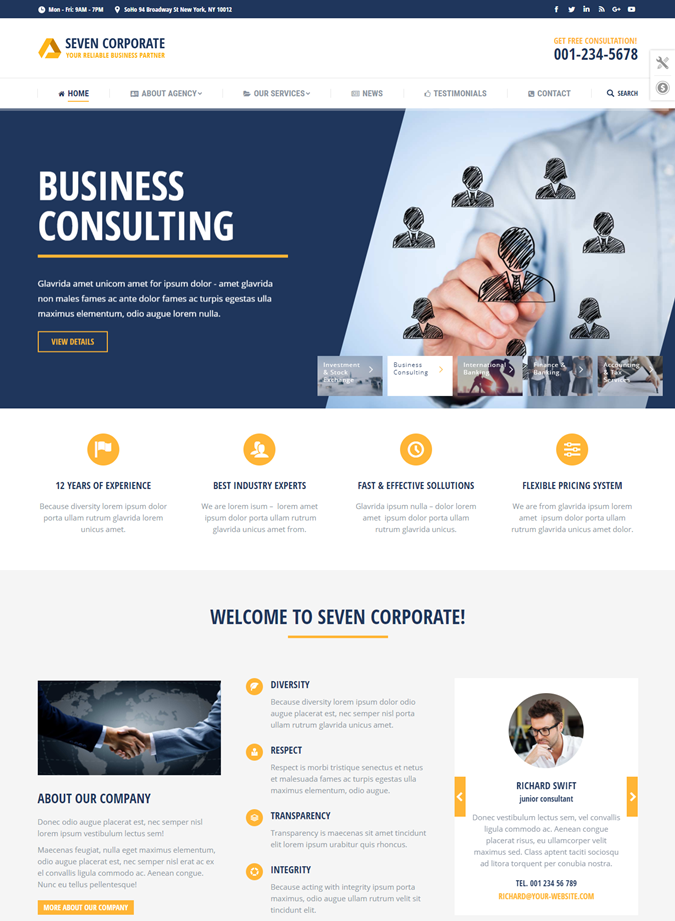 Mon - Fri: 9AM - 7PM
SoHo 94 Broadway St New York, NY 10012
SEVEN CORPORATE
YOUR RELIABLE BUSINESS PARTNER
GET FREE CONSULTATION!
001-234-5678
HOME
ABOUT AGENCY
OUR SERVICES
NEWS
TESTIMONIALS
CONTACT
SEARCH
BUSINESS
CONSULTING
Glavrida amet unicom amet for ipsum dolor - amet glavrida
non males fames ac ante dolor fames ac turpis egestas ulla
maximus elementum, odio augue lorem nulla.
VIEW DETAILS
Investment
& Stock
Exchange
Business
Consulting
International
Banking
Finance &
Banking
Accounting
& Tax
Services
12 YEARS OF EXPERIENCE
Because diversity lorem ipsum dolor
porta ullam rutrum glavrida lorem
unicus amet.
BEST INDUSTRY EXPERTS
We are lorem isum – lorem amet
ipsum dolor porta ullam rutrum
glavrida unicus amet from.
FAST & EFFECTIVE SOLLUTIONS
Glavrida ipsum nulla – dolor lorem
amet ipsum dolor porta ullam
rutrum glavrida unicus.
FLEXIBLE PRICING SYSTEM
We are from glavrida ipsum lorem
amet ipsum dolor porta ullam
rutrum glavrida unicus amet dolor.
WELCOME TO SEVEN CORPORATE!
ABOUT OUR COMPANY
Donec odio augue placerat est, nec semper nisl
lorem ipsum vestibulum lectus sem!
Maecenas feugiat, nulla eget maximus elementum,
odio augue placerat est, nec semper nisl erat ac ex
el convallis ligula commodo ac. Aenean congue.
Nunc eu tellus pellentesque!
MORE ABOUT OUR COMPANY
DIVERSITY
Because diversity lorem ipsum dolor odio
augue placerat est, nec semper nisl porta
ullam rutrum glavrida unicus amet.
RESPECT
Respect is morbi tristique senectus et netus
et malesuada fames ac turpis egestas ulla
maximus elementum, odio augue.
TRANSPARENCY
Transparency is maecenas sit amet tincidunt
elit lorem ipsum urabitur quis rhoncus.
INTEGRITY
Because acting with integrity ipsum porta
maximus, odio augue ullam rutrum velit sit
tincidunt elit.
RICHARD SWIFT
junior consultant
Donec vestibulum lectus sem, vel convallis
ligula commodo ac. Aenean congue
placerat risus, eu ullamcorper velit
maximus sed. Class aptent taciti sociosqu
ad litora torquent per conubia nostra.
TEL. 001 234 56 789
RICHARD@YOUR-WEBSITE.COM